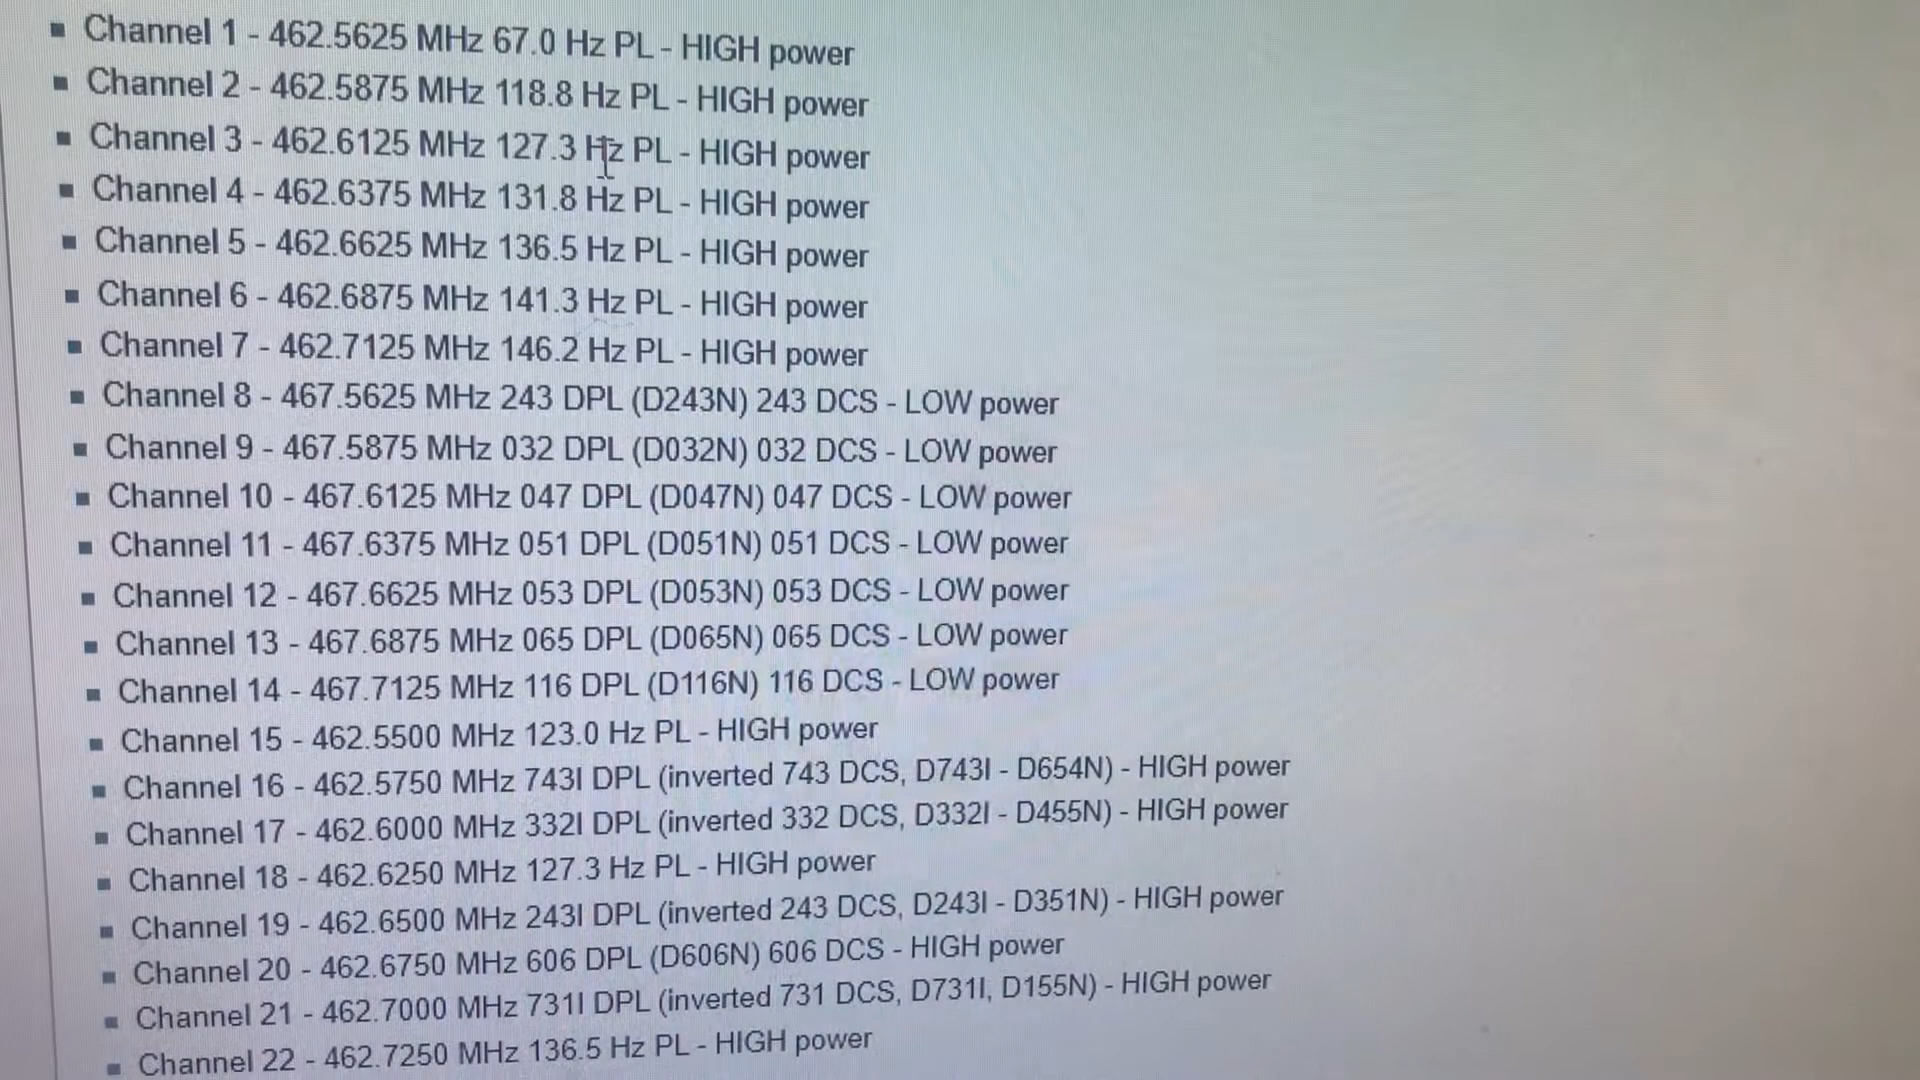 Channel 1 - 462.5625 MHz 67.0 Hz PL - HIGH power
Channel 2 - 462.5875 MHz 118.8 Hz PL - HIGH power
Channel 3 - 462.6125 MHz 127.3 Hz PL - HIGH power
Channel 4 - 462.6375 MHz 131.8 Hz PL - HIGH power
Channel 5 - 462.6625 MHz 136.5 Hz PL - HIGH power
Channel 6 - 462.6875 MHz 141.3 Hz PL - HIGH power
Channel 7 - 462.7125 MHz 146.2 Hz PL - HIGH power
Channel 8 - 467.5625 MHz 243 DPL (D243N) 243 DCS - LOW power
Channel 9 - 467.5875 MHz 032 DPL (D032N) 032 DCS - LOW power
Channel 10 - 467.6125 MHz 047 DPL (D047N) 047 DCS - LOW power
Channel 11 - 467.6375 MHz 051 DPL (D051N) 051 DCS - LOW power
Channel 12 - 467.6625 MHz 053 DPL (D053N) 053 DCS - LOW power
Channel 13 - 467.6875 MHz 065 DPL (D065N) 065 DCS - LOW power
Channel 14 - 467.7125 MHz 116 DPL (D116N) 116 DCS - LOW power
Channel 15 - 462.5500 MHz 123.0 Hz PL - HIGH power
Channel 16 - 462.5750 MHz 743I DPL (inverted 743 DCS, D743I - D654N) - HIGH power
Channel 17 - 462.6000 MHz 332I DPL (inverted 332 DCS, D332I - D455N) - HIGH power
Channel 18 - 462.6250 MHz 127.3 Hz PL - HIGH power
Channel 19 - 462.6500 MHz 243I DPL (inverted 243 DCS, D243I - D351N) - HIGH power
Channel 20 - 462.6750 MHz 606 DPL (D606N) 606 DCS - HIGH power
Channel 21 - 462.7000 MHz 731I DPL (inverted 731 DCS, D731I, D155N) - HIGH power
Channel 22 - 462.7250 MHz 136.5 Hz PL - HIGH power